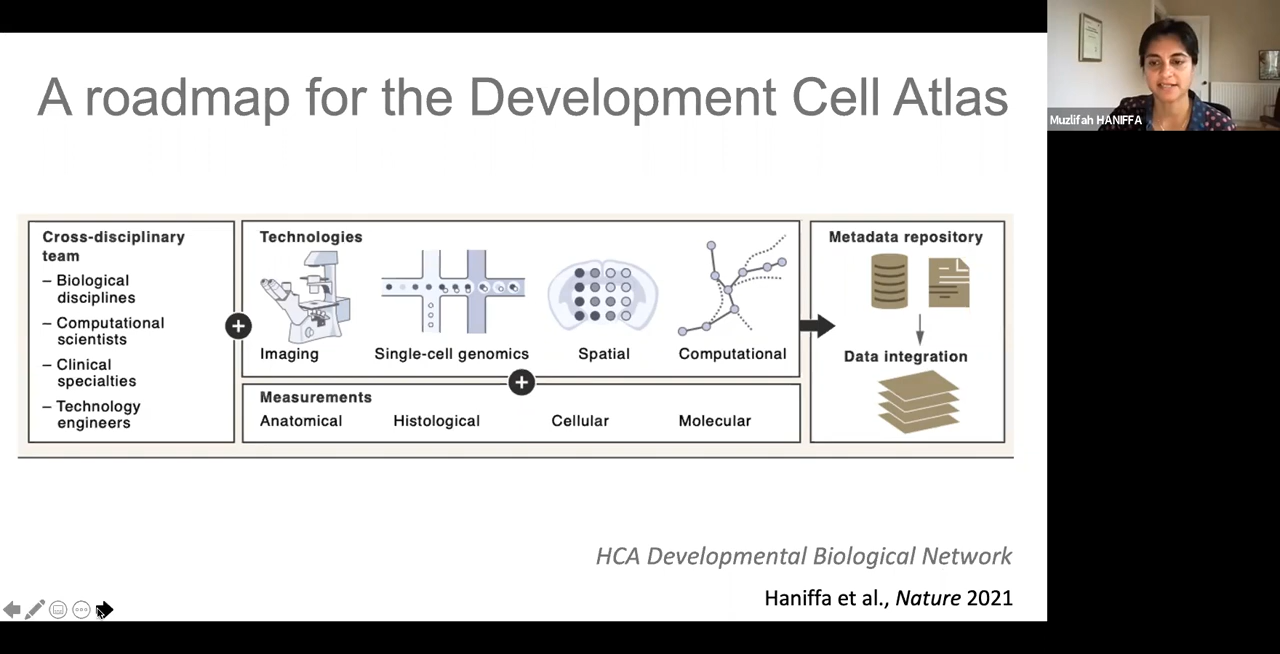 A roadmap for the Development Cell Atlas
Muzlifah HANIFFA
Cross-disciplinary
team
– Biological
disciplines
– Computational
scientists
– Clinical
specialties
– Technology
engineers
Technologies
Imaging
Single-cell genomics
Spatial
Computational
Measurements
Anatomical
Histological
Cellular
Molecular
Metadata repository
Data integration
HCA Developmental Biological Network
Haniffa et al., Nature 2021